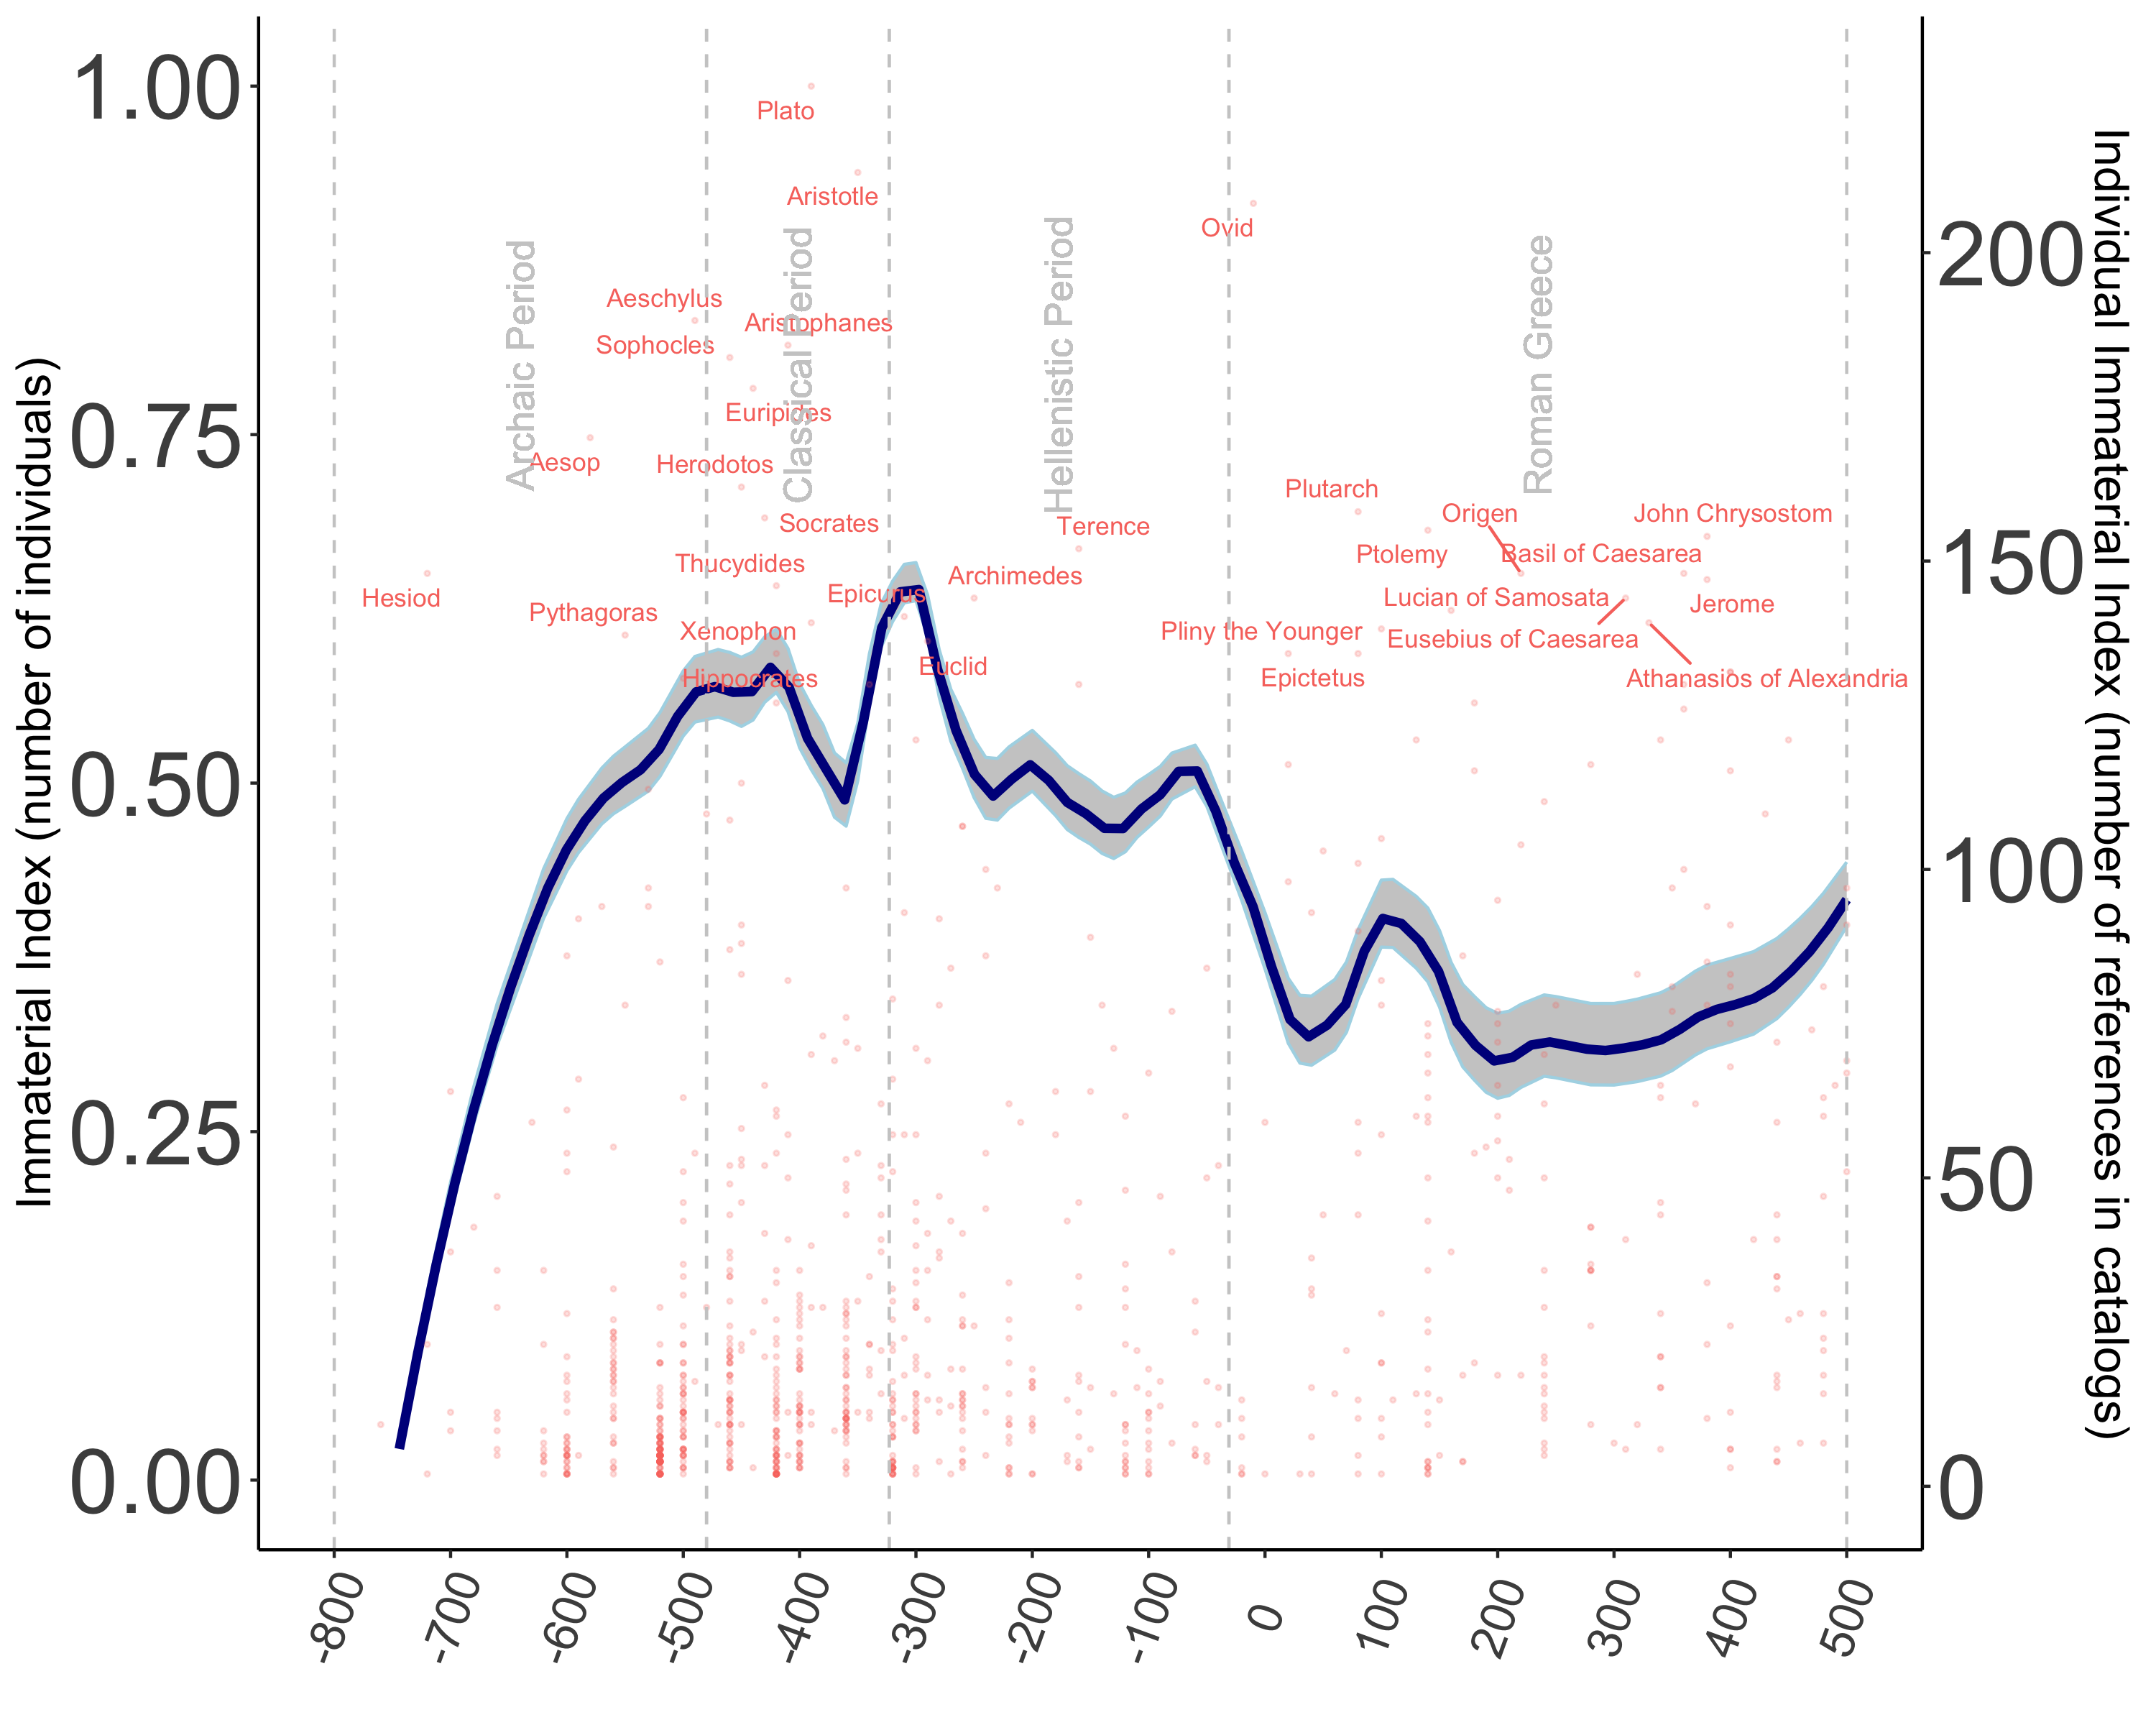 1.00
0.75
0.50
0.25
0.00
Immaterial Index (number of individuals)
Plato
Aristotle
Ovid
Aeschylus
Aristophanes
Sophocles
Euripides
Aesop
Herodotos
Plutarch
Socrates
Terence
Origen
John Chrysostom
Thucydides
Ptolemy
Basil of Caesarea
Archimedes
Epicurus
Hesiod
Lucian of Samosata
Jerome
Pythagoras
Xenophon
Pliny the Younger
Eusebius of Caesarea
Euclid
Hippocrates
Epictetus
Athanasios of Alexandria
Archaic Period
Classical Period
Hellenistic Period
Roman Greece
200
150
100
50
0
Individual Immaterial Index (number of references in catalogs)
-800
-700
-600
-500
-400
-300
-200
-100
0
100
200
300
400
500